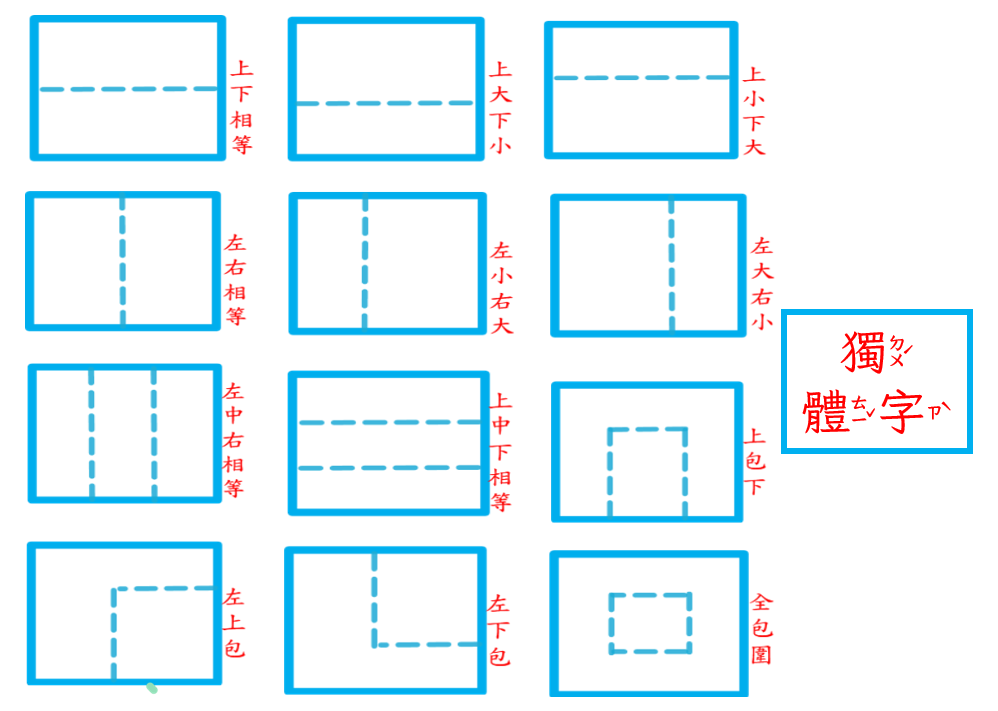 上下相等
上大下小
上小下大
左右相等
左小右大
左大右小
左中右相等
上中下相等
上包下
獨ㄉㄨˊ
體ㄊㄧˇ字ㄗˋ
左上包
左下包
全包圍